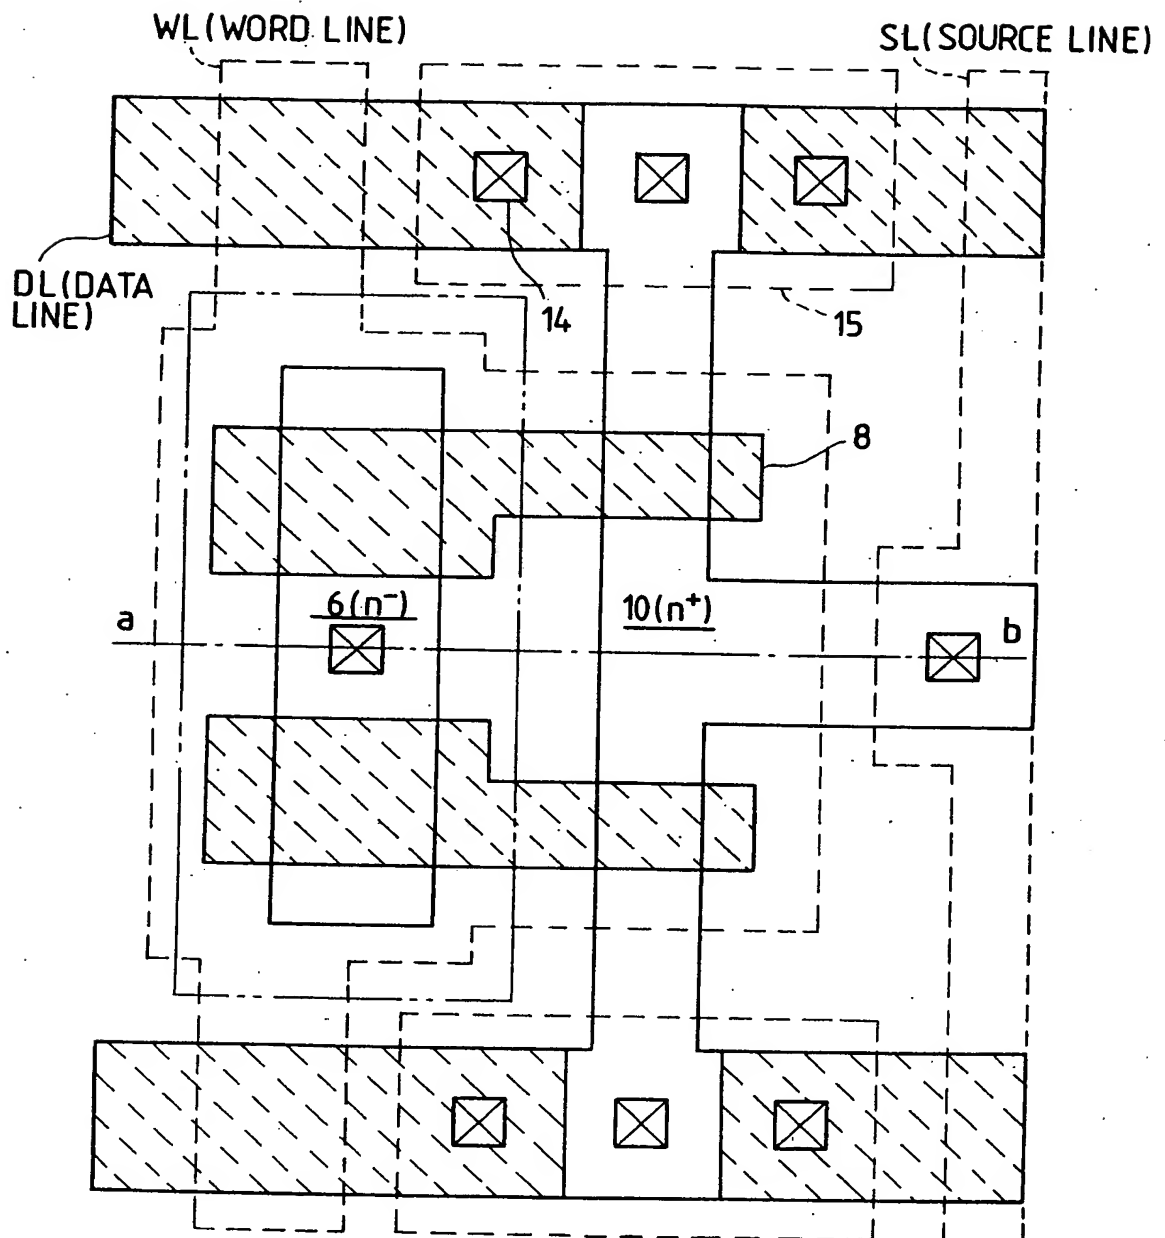 WL(WORD LINE)
SL(SOURCE LINE)
DL(DATA
LINE)
14
15
8
6(n⁻)
10(n⁺)
a
b